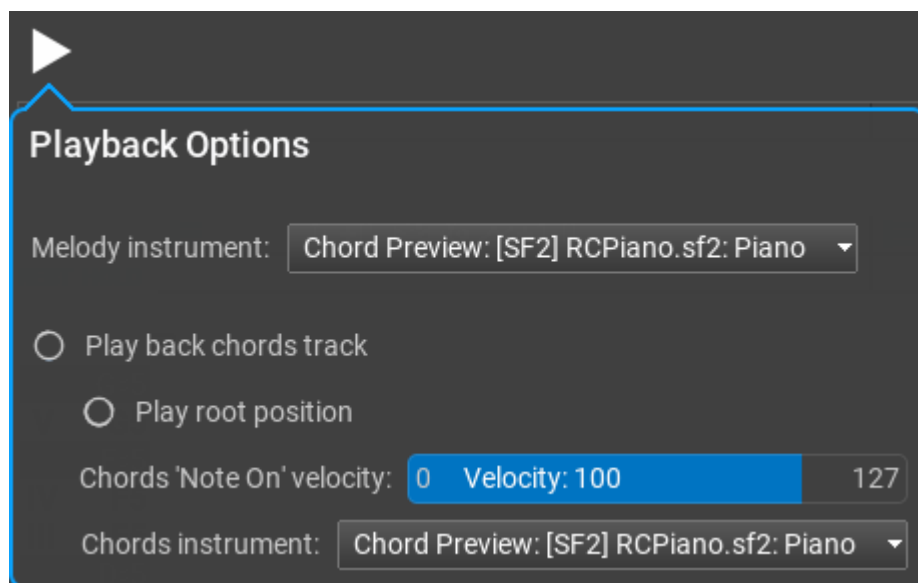 Playback Options
Melody instrument: Chord Preview: [SF2] RCPiano.sf2: Piano
Play back chords track
Play root position
Chords 'Note On' velocity: 0 Velocity: 100 127
Chords instrument: Chord Preview: [SF2] RCPiano.sf2: Piano